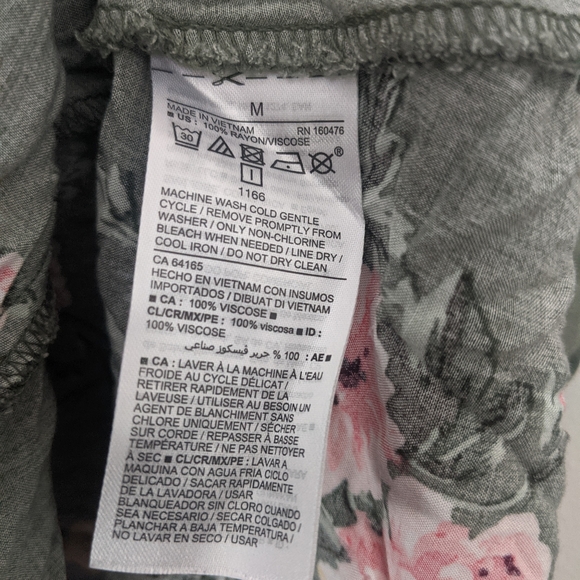 M
MADE IN VIETNAM
■ US : 100% RAYON/VISCOSE RN 160476
30
®
1166
MACHINE WASH COLD GENTLE
CYCLE / REMOVE PROMPTLY FROM
WASHER / ONLY NON-CHLORINE
BLEACH WHEN NEEDED / LINE DRY /
COOL IRON / DO NOT DRY CLEAN
CA 64165
HECHO EN VIETNAM CON INSUMOS
IMPORTADOS / DIBUAT DI VIETNAM
■ CA : 100% VISCOSE ■
CL/CR/MX/PE : 100% viscosa ■ ID :
100% VISCOSE
■ AE : 100 % حرير فيسكوز صناعي
■ CA : LAVER À LA MACHINE À L'EAU
FROIDE AU CYCLE DÉLICAT /
RETIRER RAPIDEMENT DE LA
LAVEUSE / UTILISER AU BESOIN UN
AGENT DE BLANCHIMENT SANS
CHLORE UNIQUEMENT / SÉCHER
SUR CORDE / REPASSER À BASSE
TEMPÉRATURE / NE PAS NETTOYER
À SEC ■ CL/CR/MX/PE : LAVAR A
MAQUINA CON AGUA FRÍA CICLO
DELICADO / SACAR RAPIDAMENTE
DE LA LAVADORA / USAR
BLANQUEADOR SIN CLORO CUANDO
SEA NECESARIO / SECAR COLGADO /
PLANCHAR A BAJA TEMPERATURA /
NO LAVAR EN SECO / USAR